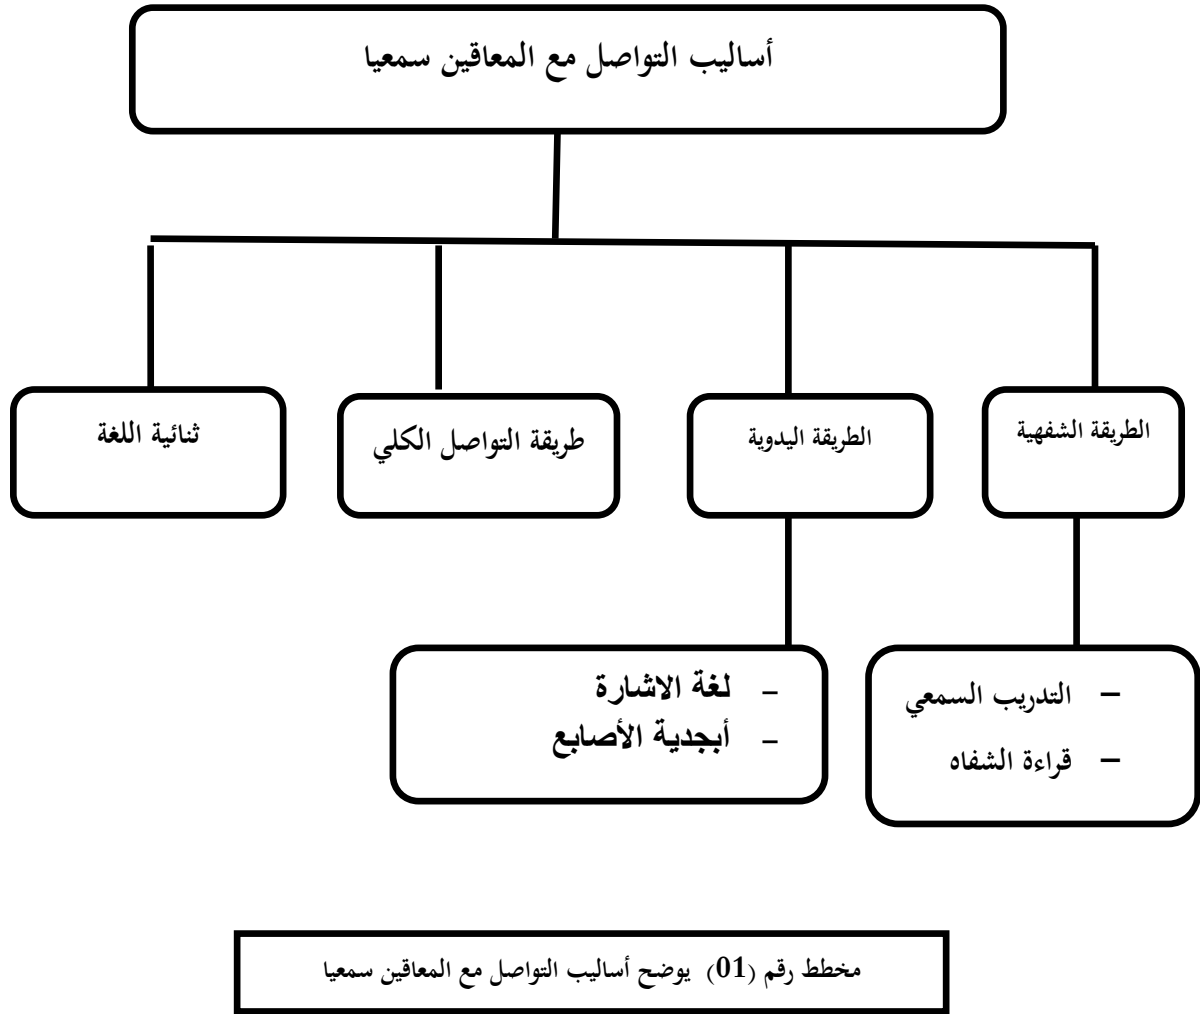 أساليب التواصل مع المعاقين سمعيا
الطريقة الشفهية
الطريقة اليدوية
طريقة التواصل الكلي
ثنائية اللغة
- التدريب السمعي
- قراءة الشفاه
- لغة الاشارة
- أبجدية الأصابع
مخطط رقم (01) يوضح أساليب التواصل مع المعاقين سمعيا